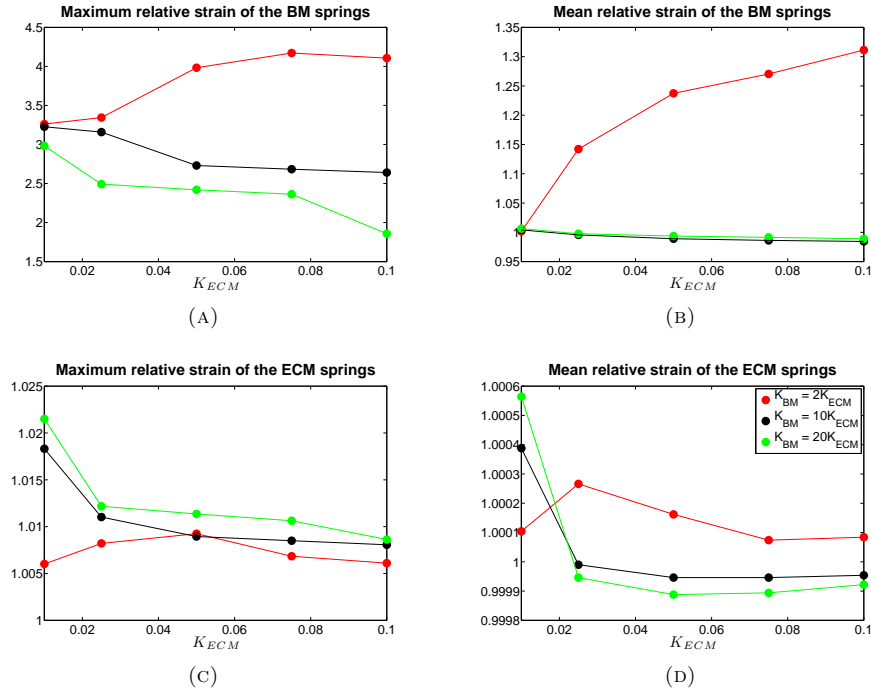 Maximum relative strain of the BM springs
4.5
4
3.5
3
2.5
2
1.5
0.02 0.04 0.06 0.08 0.1
K_ECM
(A)
Mean relative strain of the BM springs
1.35
1.3
1.25
1.2
1.15
1.1
1.05
1
0.95
0.02 0.04 0.06 0.08 0.1
K_ECM
(B)
Maximum relative strain of the ECM springs
1.025
1.02
1.015
1.01
1.005
1
0.02 0.04 0.06 0.08 0.1
K_ECM
(C)
Mean relative strain of the ECM springs
1.0006
1.0005
1.0004
1.0003
1.0002
1.0001
1
0.9999
0.9998
K_BM = 2K_ECM
K_BM = 10K_ECM
K_BM = 20K_ECM
0.02 0.04 0.06 0.08 0.1
K_ECM
(D)